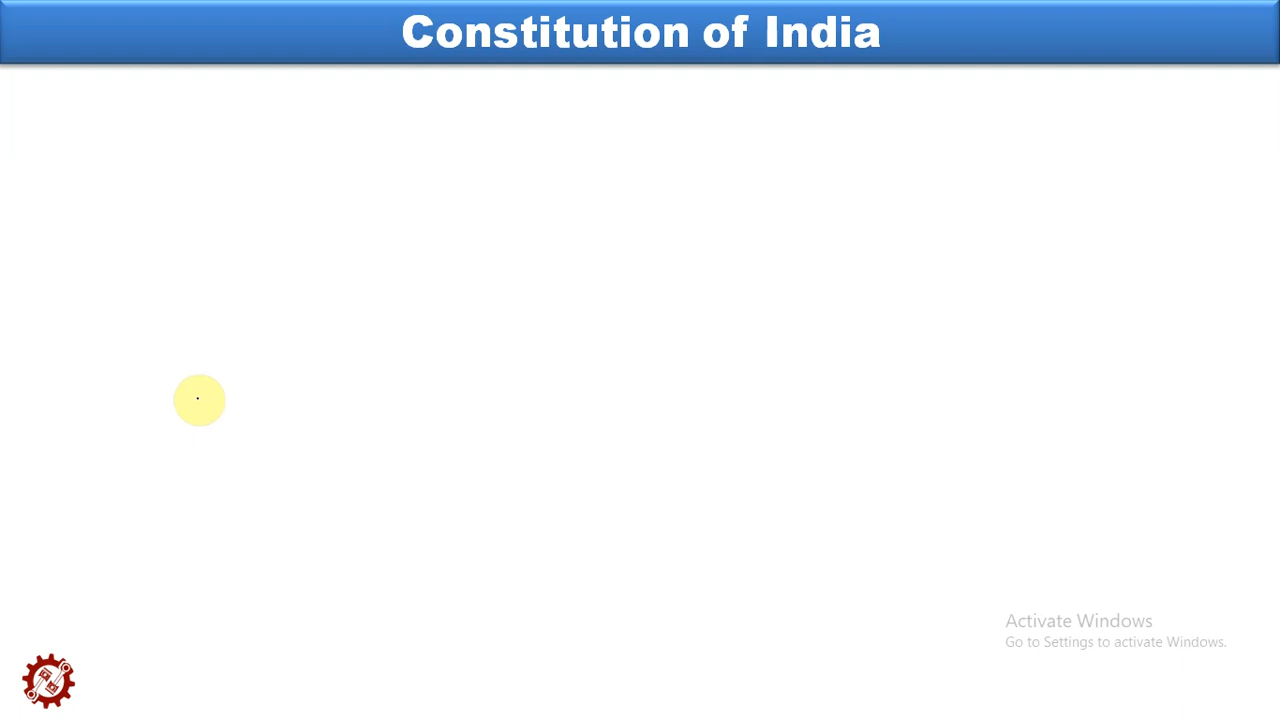 Constitution of India
Activate Windows
Go to Settings to activate Windows.